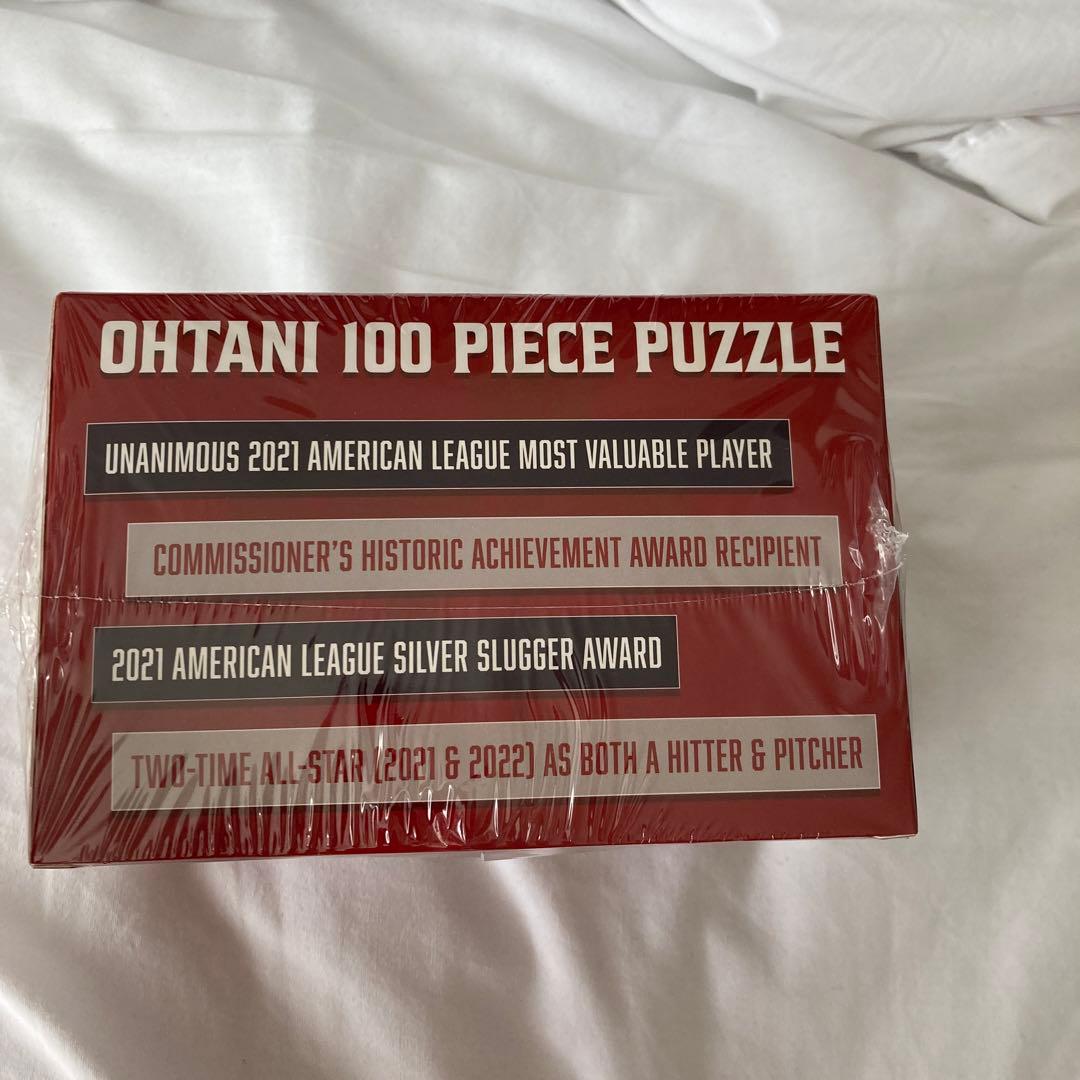 OHTANI 100 PIECE PUZZLE
UNANIMOUS 2021 AMERICAN LEAGUE MOST VALUABLE PLAYER
COMMISSIONER'S HISTORIC ACHIEVEMENT AWARD RECIPIENT
2021 AMERICAN LEAGUE SILVER SLUGGER AWARD
TWO-TIME ALL-STAR (2021 & 2022) AS BOTH A HITTER & PITCHER